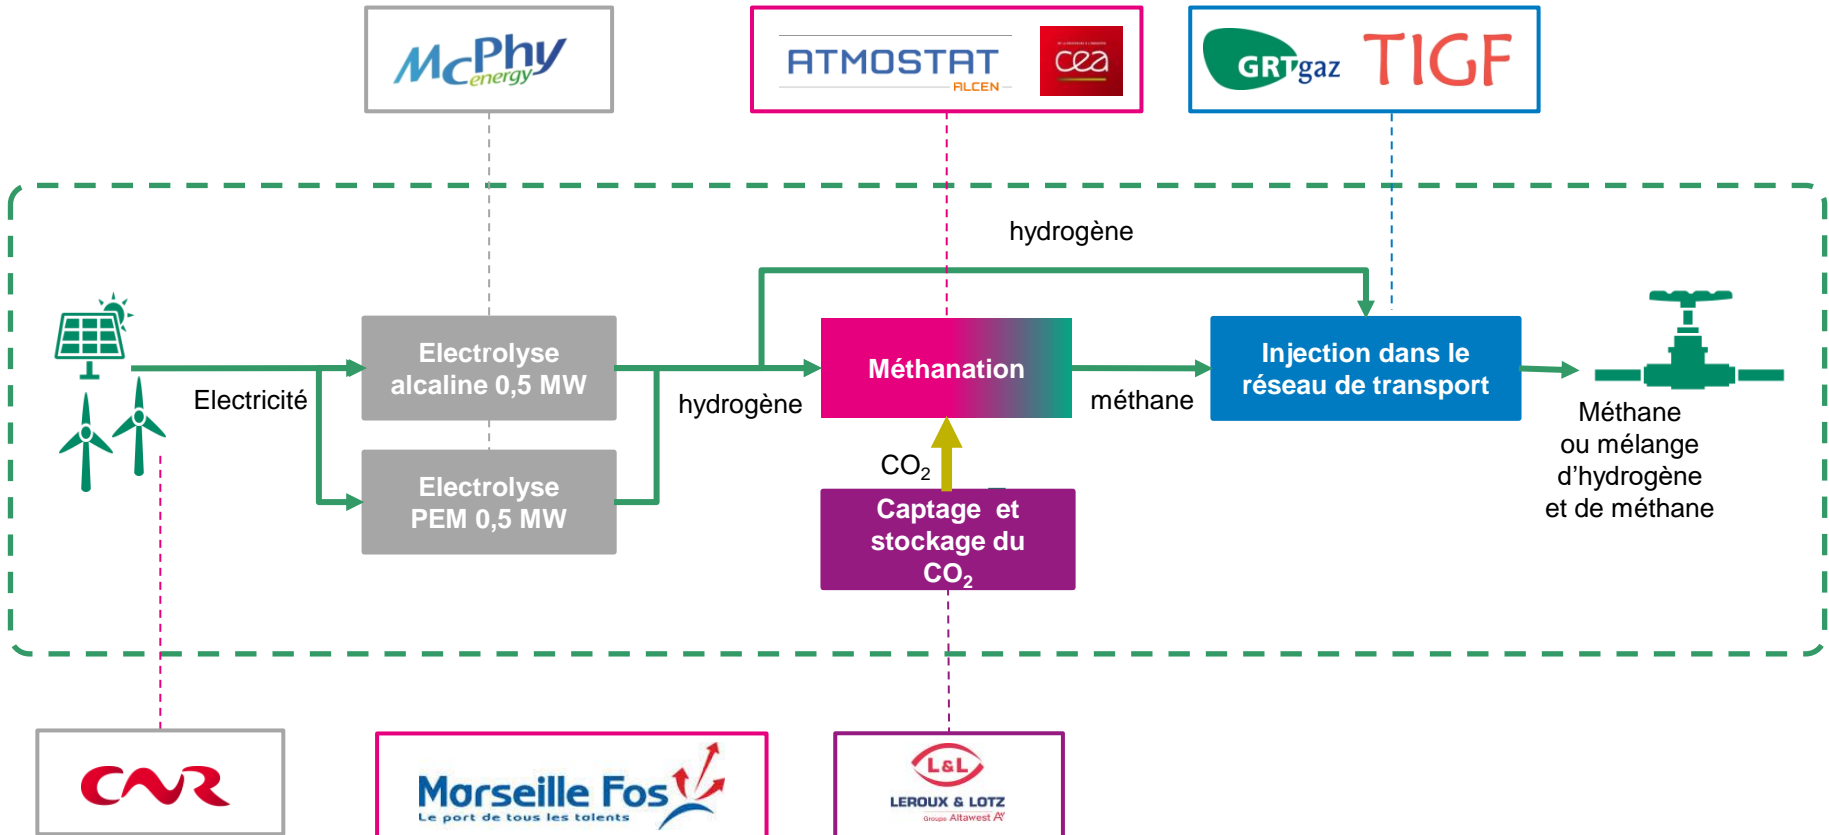 McPhy
energy
ATMOSTAT
ALCEN
cea
GRTgaz
TIGF
hydrogène
Electrolyse
alcaline 0,5 MW
Méthanation
Injection dans le
réseau de transport
Electricité
hydrogène
méthane
Méthane
ou mélange
d’hydrogène
et de méthane
CO₂
Electrolyse
PEM 0,5 MW
Captage et
stockage du
CO₂
CNR
Marseille Fos
Le port de tous les talents
L&L
LEROUX & LOTZ
Groupe Altawest